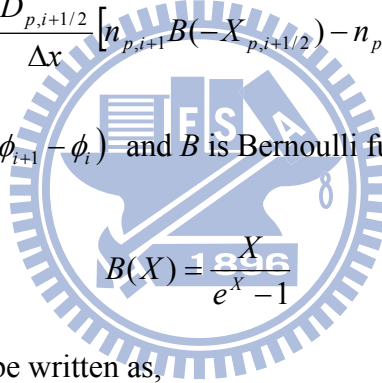 D_{p,i+1/2} / Δx [n_{p,i+1} B(-X_{p,i+1/2}) - n_p
ϕ_{i+1} - ϕ_i) and B is Bernoulli fu
E S A
B(X) = X / (e^X - 1)
1896
be written as,